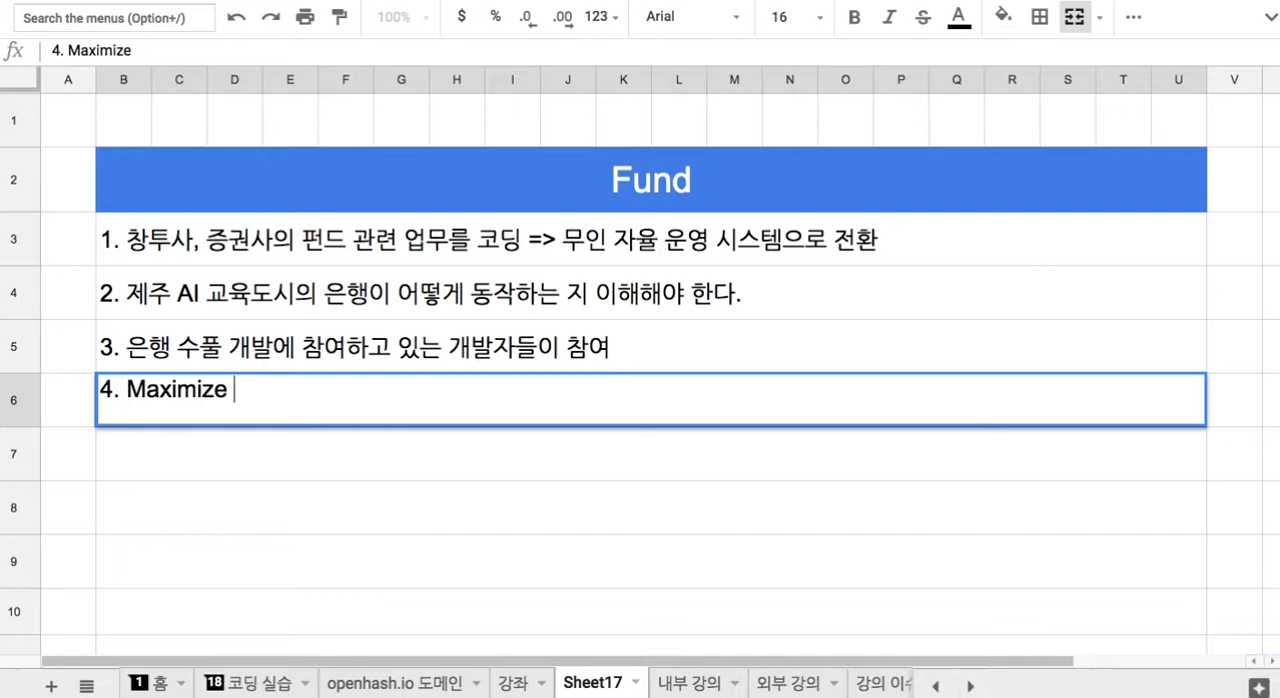 Search the menus (Option+/) 100% $ % .0 .00 123 Arial 16 B I S A
fx 4. Maximize
A B C D E F G H I J K L M N O P Q R S T U V
1
2 Fund
3 1. 창투사, 증권사의 펀드 관련 업무를 코딩 => 무인 자율 운영 시스템으로 전환
4 2. 제주 AI 교육도시의 은행이 어떻게 동작하는 지 이해해야 한다.
5 3. 은행 수풀 개발에 참여하고 있는 개발자들이 참여
6 4. Maximize
7
8
9
10
1 홈 18 코딩 실습 openhash.io 도메인 강좌 Sheet17 내부 강의 외부 강의 강의 이